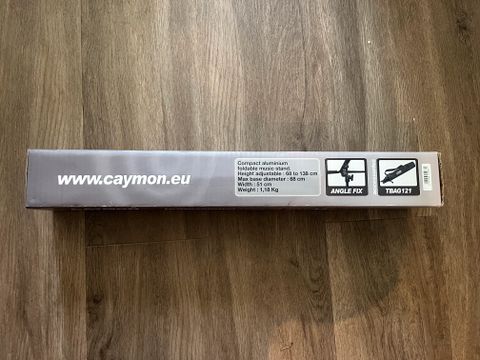 www.caymon.eu
Compact aluminium
foldable music stand.
Height adjustable : 68 to 138 cm
Max base diameter : 68 cm
Width : 51 cm
Weight : 1,18 Kg
ANGLE FIX
TBAG121